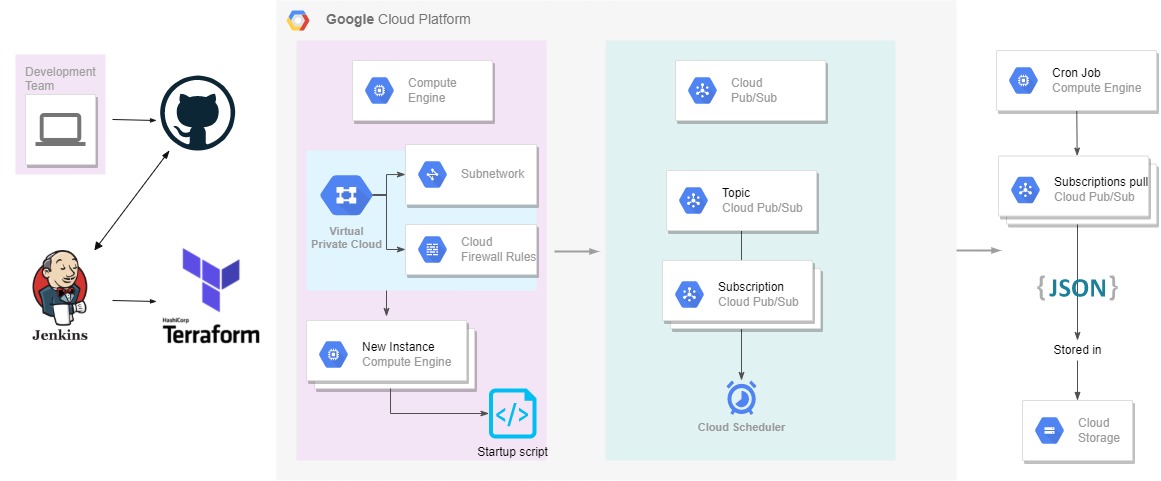 Google Cloud Platform
Development
Team
Jenkins
HashiCorp
Terraform
Compute
Engine
Virtual
Private Cloud
Subnetwork
Cloud
Firewall Rules
New Instance
Compute Engine
</>
Startup script
Cloud
Pub/Sub
Topic
Cloud Pub/Sub
Subscription
Cloud Pub/Sub
Cloud Scheduler
Cron Job
Compute Engine
Subscriptions pull
Cloud Pub/Sub
{JSON}
Stored in
Cloud
Storage